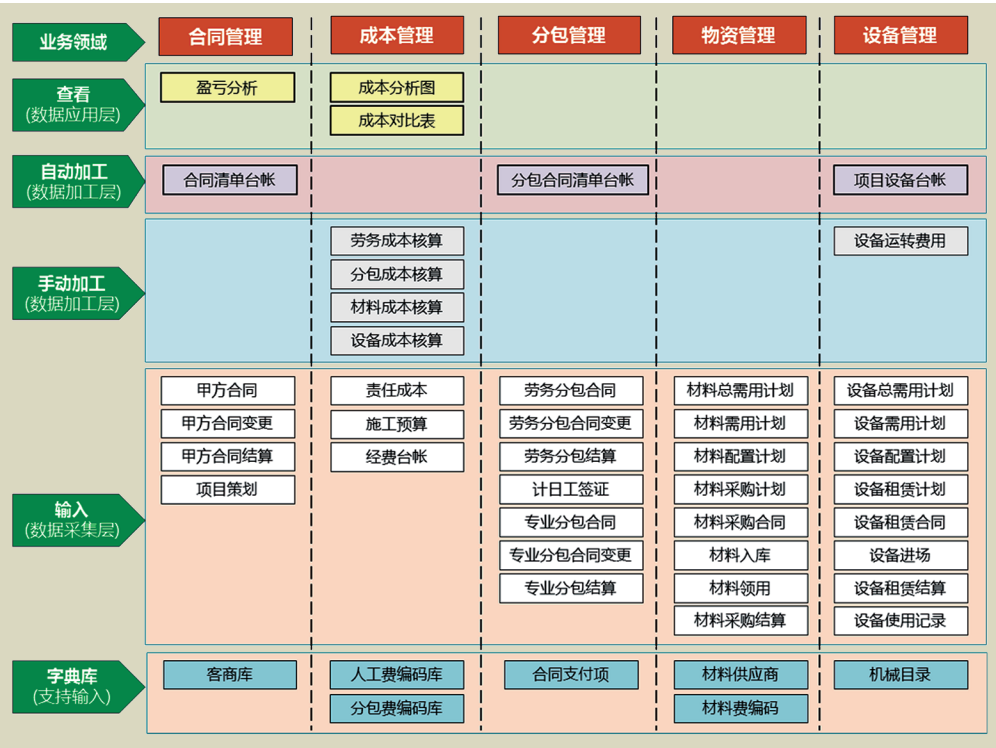 业务领域
合同管理
成本管理
分包管理
物资管理
设备管理
查看
(数据应用层)
盈亏分析
成本分析图
成本对比表
自动加工
(数据加工层)
合同清单台帐
分包合同清单台帐
项目设备台帐
手动加工
(数据加工层)
劳务成本核算
分包成本核算
材料成本核算
设备成本核算
设备运转费用
输入
(数据采集层)
甲方合同
甲方合同变更
甲方合同结算
项目策划
责任成本
施工预算
经费台帐
劳务分包合同
劳务分包合同变更
劳务分包结算
计日工签证
专业分包合同
专业分包合同变更
专业分包结算
材料总需用计划
材料需用计划
材料配置计划
材料采购计划
材料采购合同
材料入库
材料领用
材料采购结算
设备总需用计划
设备需用计划
设备配置计划
设备租赁计划
设备租赁合同
设备进场
设备租赁结算
设备使用记录
字典库
(支持输入)
客商库
人工费编码库
分包费编码库
合同支付项
材料供应商
材料费编码
机械目录